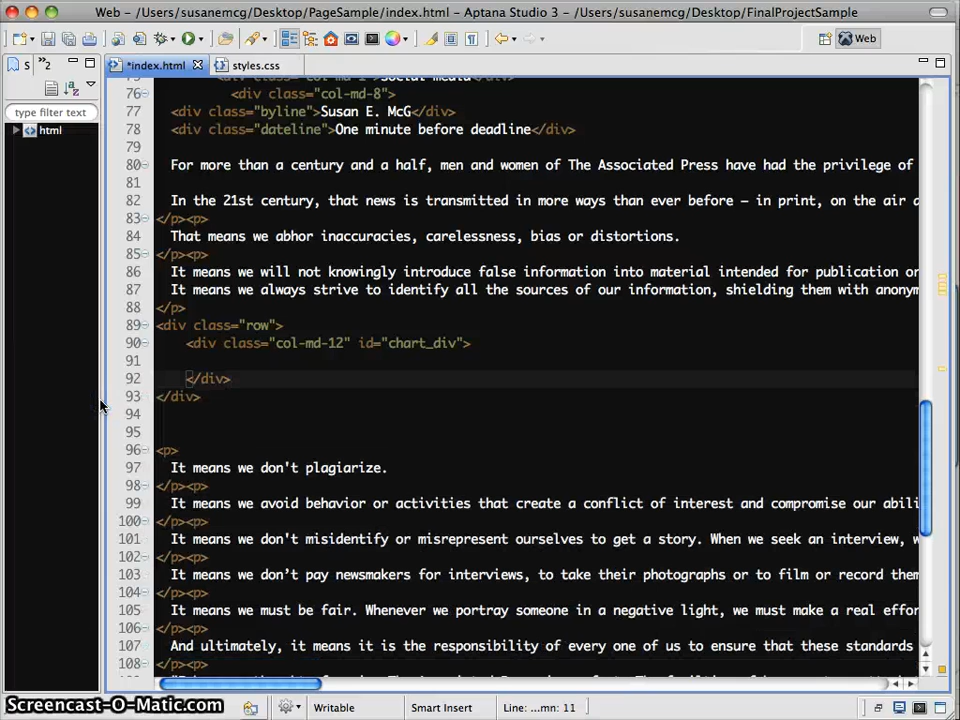 Web - /Users/susanemcg/Desktop/PageSample/index.html - Aptana Studio 3 - /Users/susanemcg/Desktop/FinalProjectSample
Web
S
»2
*index.html
styles.css
type filter text
html
76 <div class="col-md-8">
77 <div class="byline">Susan E. McG</div>
78 <div class="dateline">One minute before deadline</div>
79
80 For more than a century and a half, men and women of The Associated Press have had the privilege of
81
82 In the 21st century, that news is transmitted in more ways than ever before – in print, on the air a
83 </p><p>
84 That means we abhor inaccuracies, carelessness, bias or distortions.
85 </p><p>
86 It means we will not knowingly introduce false information into material intended for publication or
87 It means we always strive to identify all the sources of our information, shielding them with anonym
88 </p>
89 <div class="row">
90 <div class="col-md-12" id="chart_div">
91
92 </div>
93 </div>
94
95
96 <p>
97 It means we don't plagiarize.
98 </p><p>
99 It means we avoid behavior or activities that create a conflict of interest and compromise our abili
100 </p><p>
101 It means we don't misidentify or misrepresent ourselves to get a story. When we seek an interview, w
102 </p><p>
103 It means we don’t pay newsmakers for interviews, to take their photographs or to film or record them
104 </p><p>
105 It means we must be fair. Whenever we portray someone in a negative light, we must make a real effor
106 </p><p>
107 And ultimately, it means it is the responsibility of every one of us to ensure that these standards
108 </p><p>
Screencast-O-Matic.com
Writable
Smart Insert
Line: ...mn: 11